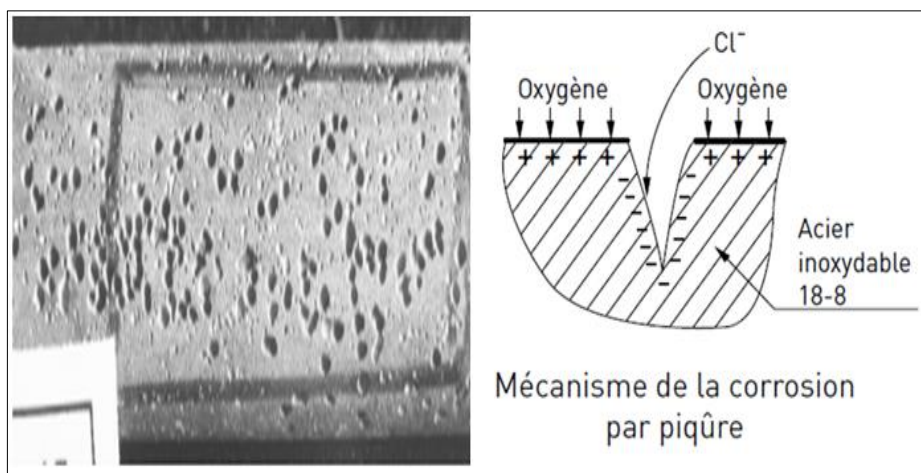 Cl⁻
Oxygène
Oxygène
Acier
inoxydable
18-8
Mécanisme de la corrosion
par piqûre